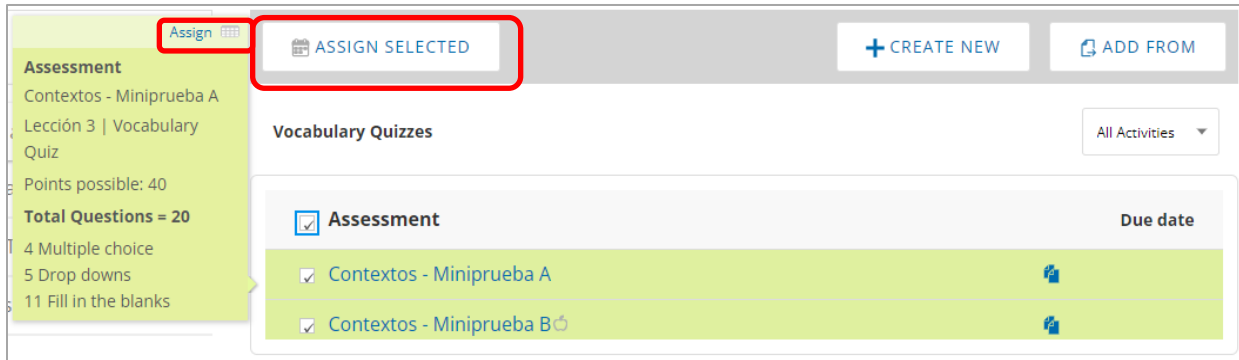 Assign
Assessment
Contextos - Miniprueba A
Lección 3 | Vocabulary
Quiz
Points possible: 40
Total Questions = 20
4 Multiple choice
5 Drop downs
11 Fill in the blanks
ASSIGN SELECTED
CREATE NEW
ADD FROM
Vocabulary Quizzes
All Activities
Assessment
Due date
Contextos - Miniprueba A
Contextos - Miniprueba B